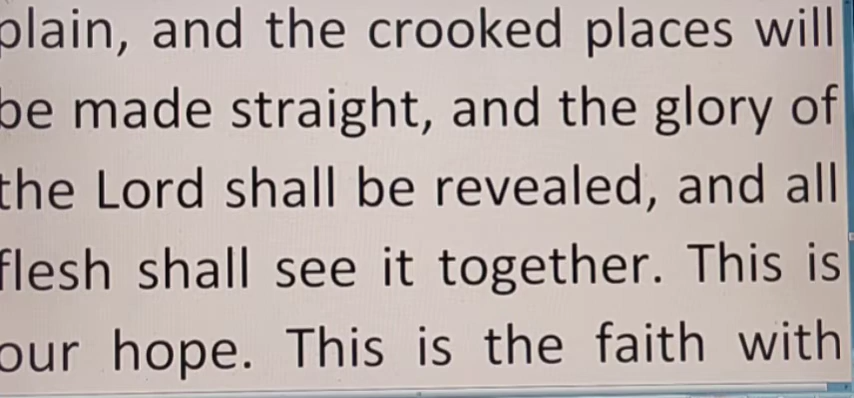 plain, and the crooked places will
be made straight, and the glory of
the Lord shall be revealed, and all
flesh shall see it together. This is
our hope. This is the faith with